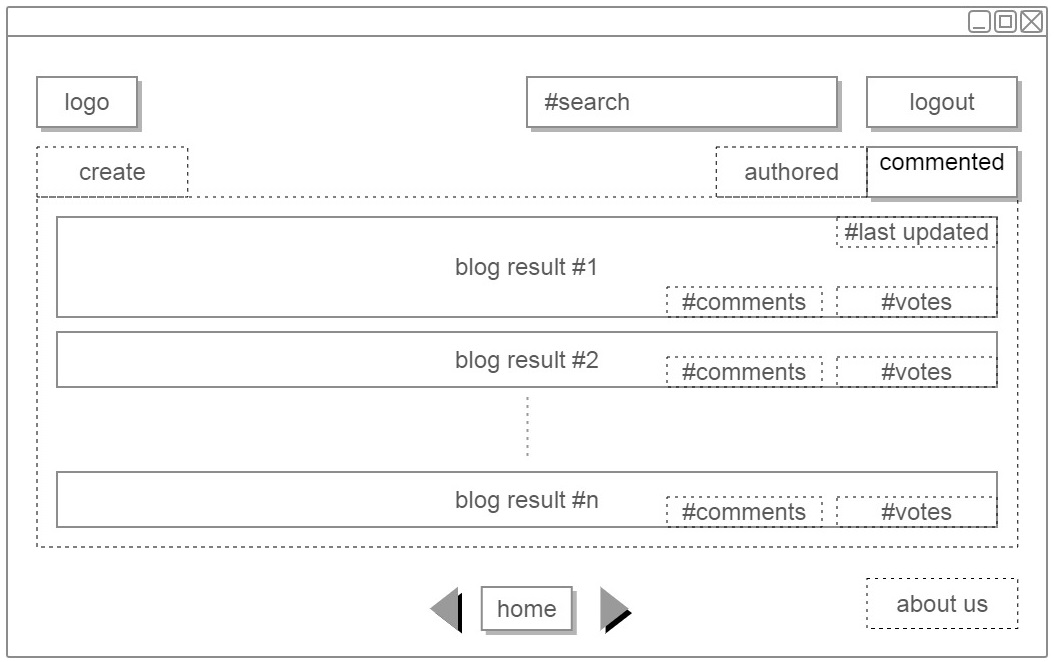 logo
#search
logout
create
authored
commented
#last updated
blog result #1
#comments
#votes
blog result #2
#comments
#votes
blog result #n
#comments
#votes
home
about us